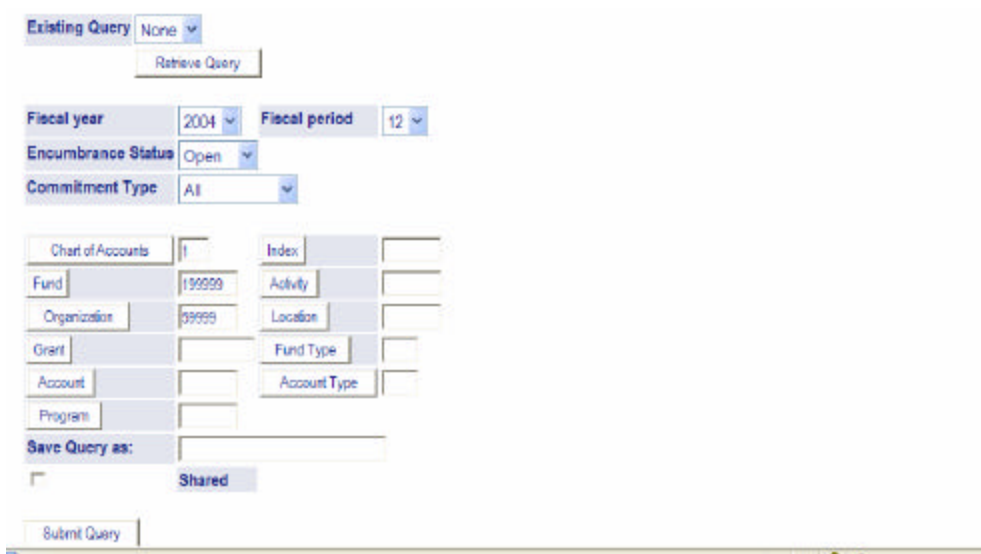 Existing Query None
Retrieve Query
Fiscal year 2004 Fiscal period 12
Encumbrance Status Open
Commitment Type All
Chart of Accounts 1 Index
Fund 199999 Activity
Organization 59999 Location
Grant Fund Type
Account Account Type
Program
Save Query as:
Shared
Submit Query